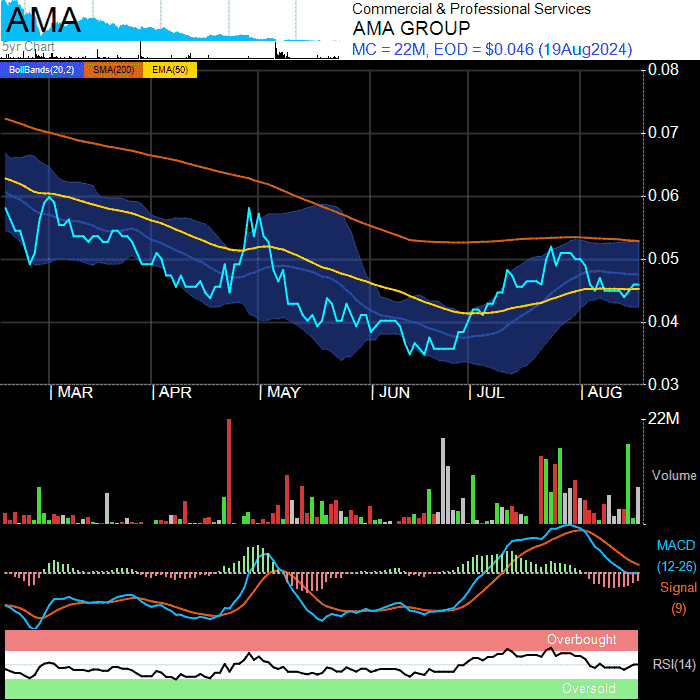 AMA
5yr Chart
Commercial & Professional Services
AMA GROUP
MC = 22M, EOD = $0.046 (19Aug2024)
BollBands(20,2) SMA(200) EMA(50)
0.08
0.07
0.06
0.05
0.04
0.03
MAR APR MAY JUN JUL AUG
22M
Volume
MACD
(12-26)
Signal
(9)
Overbought
RSI(14)
Oversold